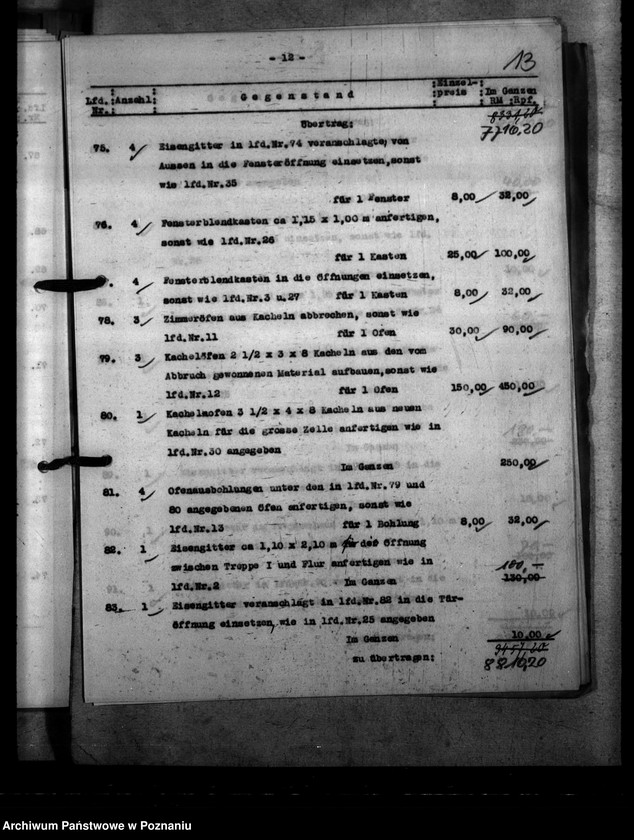 - 12 -
13
Lfd. Nr. : Anzahl : Gegenstand : Einzelpreis : Im Ganzen RM : Rpf.
Übertrag:
7710,20
75. 4 Eisengitter in lfd.Nr.74 veranschlagte, von
Aussen in die Fensteröffnung einsetzen,sonst
wie lfd.Nr.35
für 1 Fenster 8,00 32,00
76. 4 Fensterblendkasten ca 1,15 x 1,00 m anfertigen,
sonst wie lfd.Nr.26
für 1 Kasten 25,00 100,00
. 4 Fensterblendkasten in die Öffnungen einsetzen,
sonst wie lfd.Nr.3 u.27 für 1 Kasten 8,00 32,00
78. 3 Zimmeröfen aus Kacheln abbrechen, sonst wie
lfd.Nr.11 für 1 Ofen 30,00 90,00
79. 3 Kachelöfen 2 1/2 x 3 x 8 Kacheln aus den vom
Abbruch gewonnenen Material aufbauen,sonst wie
lfd.Nr.12 für 1 Ofen 150,00 450,00
80. 1 Kachelaofen 3 1/2 x 4 x 8 Kacheln aus neuen
Kacheln für die grosse Zelle anfertigen wie in
lfd.Nr.30 angegeben
Im Ganzen 250,00
81. 4 Ofenausbohlungen unter den in lfd.Nr.79 und
80 angegebenen Öfen anfertigen, sonst wie
lfd.Nr.13 für 1 Bohlung 8,00 32,00
82. 1 Eisengitter ca 1,10 x 2,10 m für der Öffnung
zwischen Treppe I und Flur anfertigen wie in
180,-
lfd.Nr.2 Im Ganzen 130,00
83. 1 Eisengitter veranschlagt in lfd.Nr.82 in die Tür-
öffnung einsetzen, wie in lfd.Nr.25 angegeben
Im Ganzen 10,00
zu übertragen:
8810,20
Archiwum Państwowe w Poznaniu